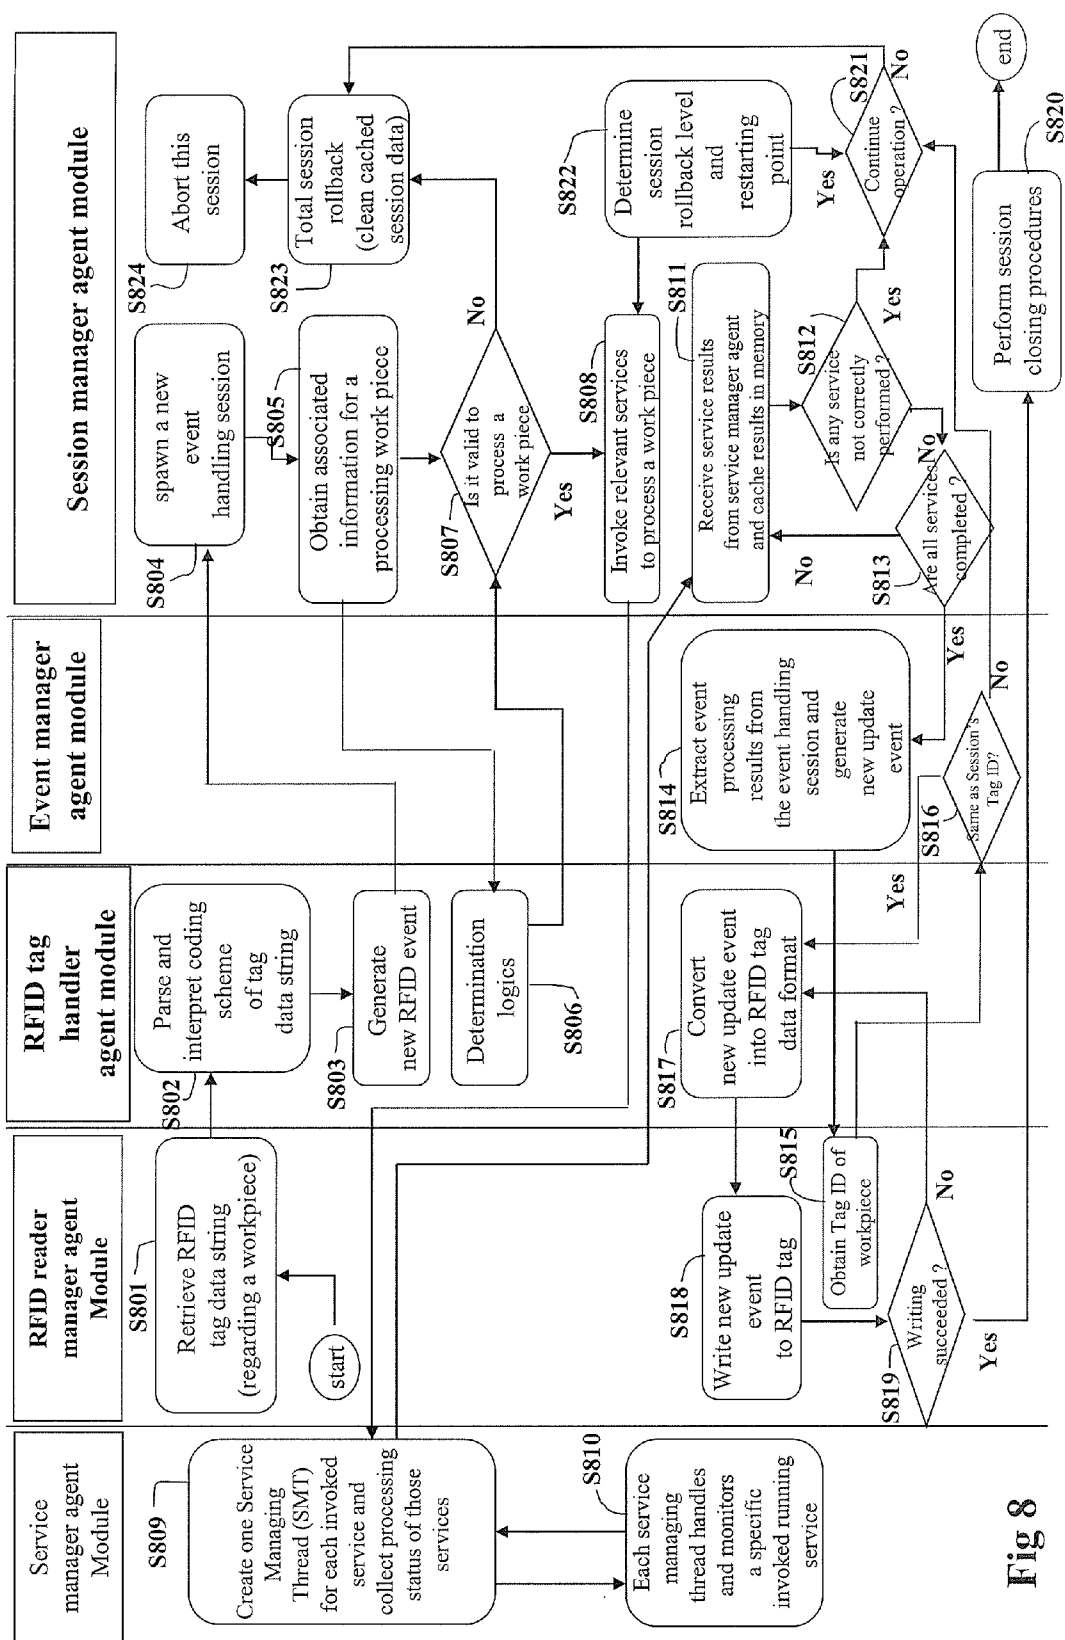 Service
manager agent
Module
RFID reader
manager agent
Module
RFID tag
handler
agent module
Event manager
agent module
Session manager agent module
S801
Retrieve RFID
tag data string
(regarding a workpiece)
start
S802
Parse and
interpret coding
scheme
of tag
data string
S803
Generate
new RFID event
S804
spawn a new
event
handling session
S805
Obtain associated
information for a
processing work piece
Determination
logics
S806
S807
Is it valid to
process a
work piece
No
Yes
S824
Abort this
session
S823
Total session
rollback
(clean cached
session data)
S808
Invoke relevant services
to process a work piece
S809
Create one Service
Managing
Thread (SMT)
for each invoked
service and
collect processing
status of those
services
S810
Each service
managing
thread handles
and monitors
a specific
invoked running
service
S811
Receive service results
from service manager agent
and cache results in memory
S812
Is any service
not correctly
performed ?
Yes
No
S822
Determine
session
rollback level
and
restarting
point
Yes
S821
Continue
operation ?
No
S813
Are all services
completed ?
No
Yes
S814
Extract event
processing
results from
the event handling
session and
generate
new update
event
S815
Obtain Tag ID of
workpiece
S816
Same as Session's
Tag ID?
No
Yes
S817
Convert
new update event
into RFID tag
data format
S818
Write new update
event
to RFID tag
S819
Writing
succeeded ?
No
Yes
Perform session
closing procedures
S820
end
Fig 8